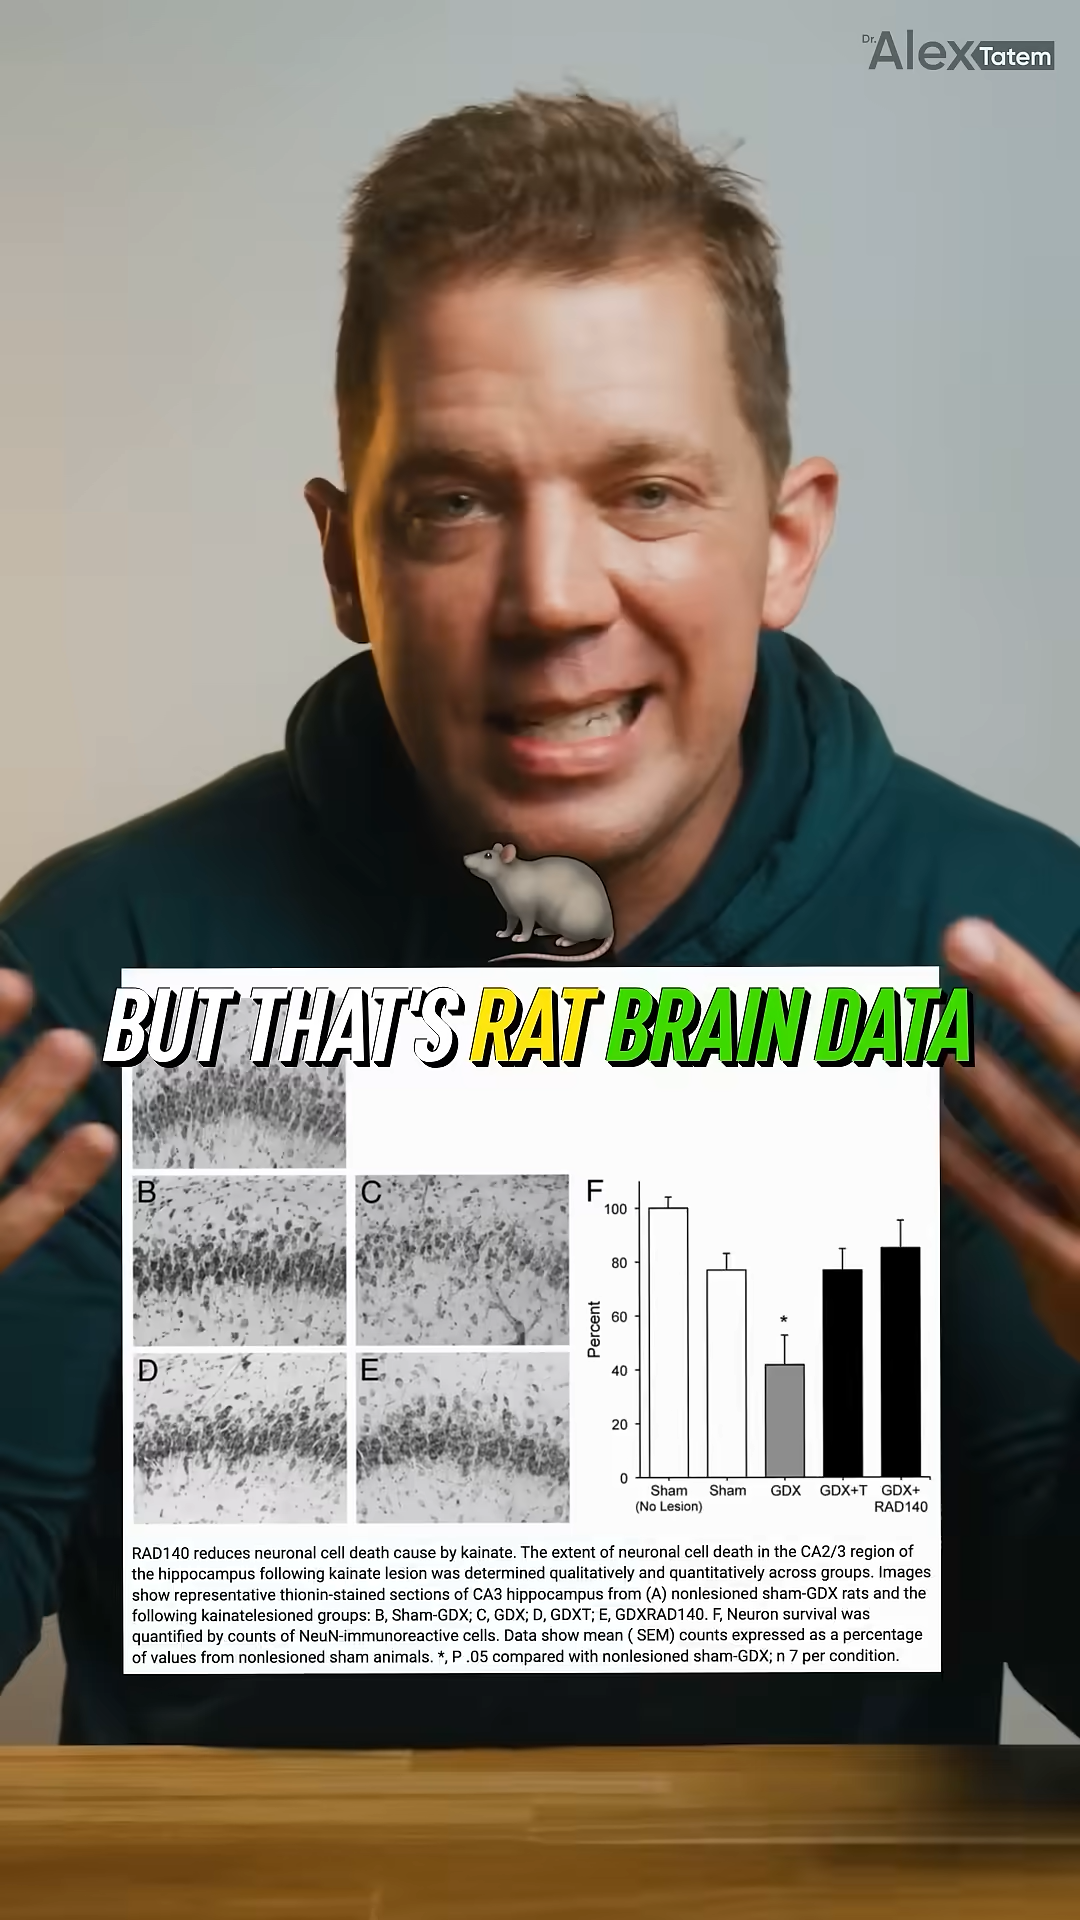 Dr.
Alex
Tatem
BUT THAT'S RAT BRAIN DATA
B
C
D
E
F
100
80
60
40
20
0
Percent
*
Sham
(No Lesion)
Sham
GDX
GDX+T
GDX+
RAD140
RAD140 reduces neuronal cell death cause by kainate. The extent of neuronal cell death in the CA2/3 region of
the hippocampus following kainate lesion was determined qualitatively and quantitatively across groups. Images
show representative thionin-stained sections of CA3 hippocampus from (A) nonlesioned sham-GDX rats and the
following kainatelesioned groups: B, Sham-GDX; C, GDX; D, GDXT; E, GDXRAD140. F, Neuron survival was
quantified by counts of NeuN-immunoreactive cells. Data show mean ( SEM) counts expressed as a percentage
of values from nonlesioned sham animals. *, P .05 compared with nonlesioned sham-GDX; n 7 per condition.